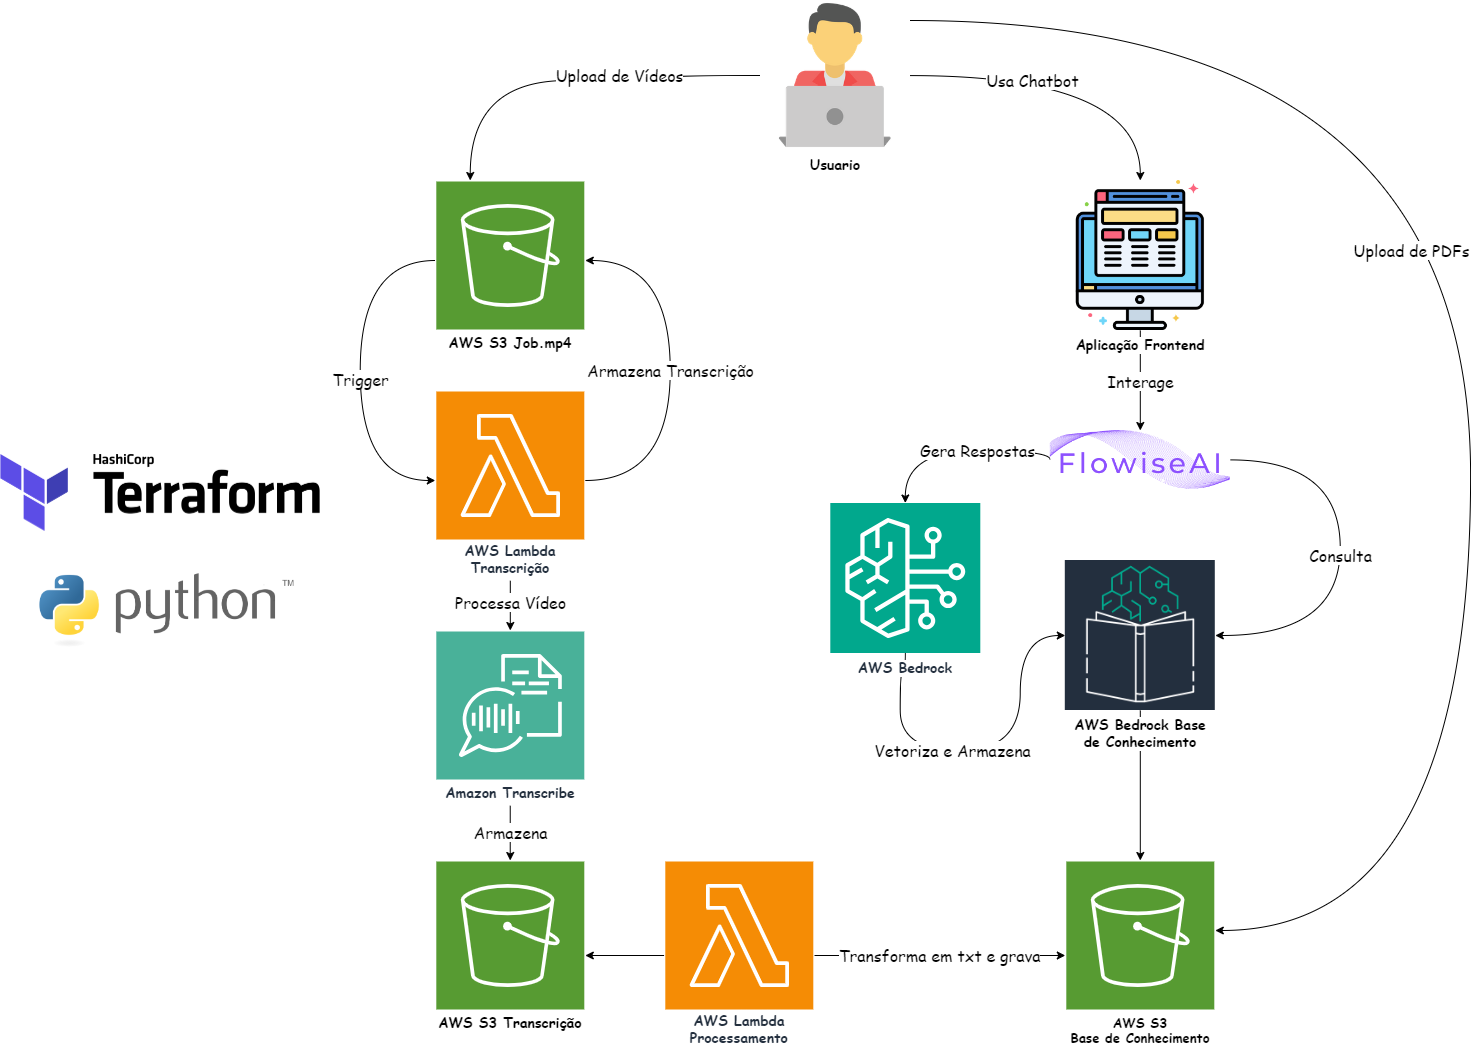 Upload de Vídeos
Usa Chatbot
Usuario
Upload de PDFs
AWS S3 Job.mp4
Aplicação Frontend
Trigger
Armazena Transcrição
Interage
Gera Respostas
FlowiseAI
HashiCorp
Terraform
AWS Lambda
Transcrição
Consulta
python
TM
Processa Vídeo
AWS Bedrock
AWS Bedrock Base
de Conhecimento
Vetoriza e Armazena
Amazon Transcribe
Armazena
Transforma em txt e grava
AWS S3 Transcrição
AWS Lambda
Processamento
AWS S3
Base de Conhecimento